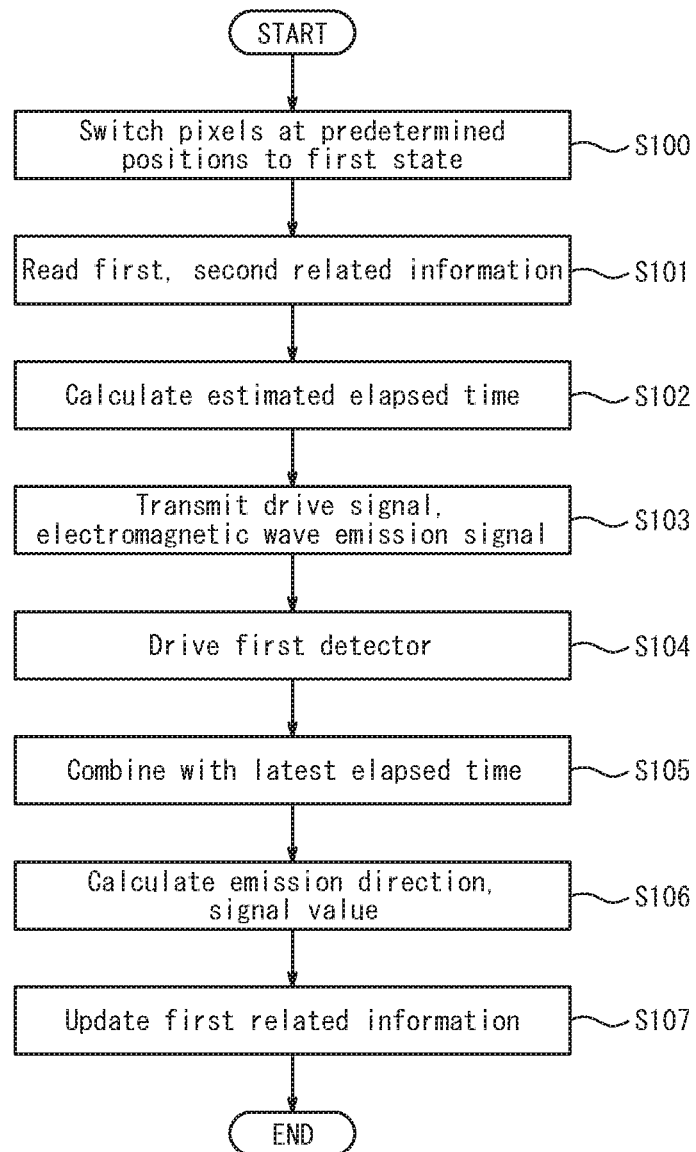 START
Switch pixels at predetermined
positions to first state
S100
Read first, second related information
S101
Calculate estimated elapsed time
S102
Transmit drive signal,
electromagnetic wave emission signal
S103
Drive first detector
S104
Combine with latest elapsed time
S105
Calculate emission direction,
signal value
S106
Update first related information
S107
END